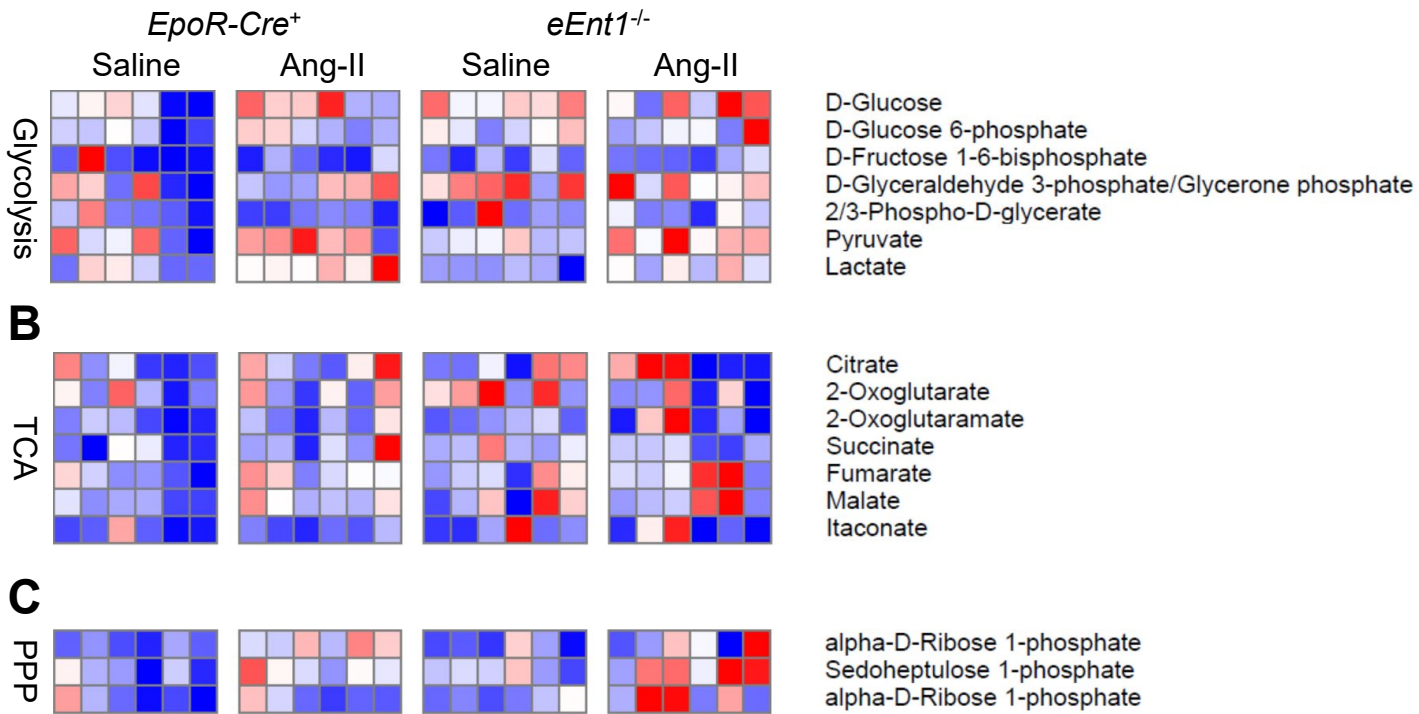 EpoR-Cre+ eEnt1-/-
Saline Ang-II Saline Ang-II
Glycolysis
D-Glucose
D-Glucose 6-phosphate
D-Fructose 1-6-bisphosphate
D-Glyceraldehyde 3-phosphate/Glycerone phosphate
2/3-Phospho-D-glycerate
Pyruvate
Lactate
B
TCA
Citrate
2-Oxoglutarate
2-Oxoglutaramate
Succinate
Fumarate
Malate
Itaconate
C
PPP
alpha-D-Ribose 1-phosphate
Sedoheptulose 1-phosphate
alpha-D-Ribose 1-phosphate